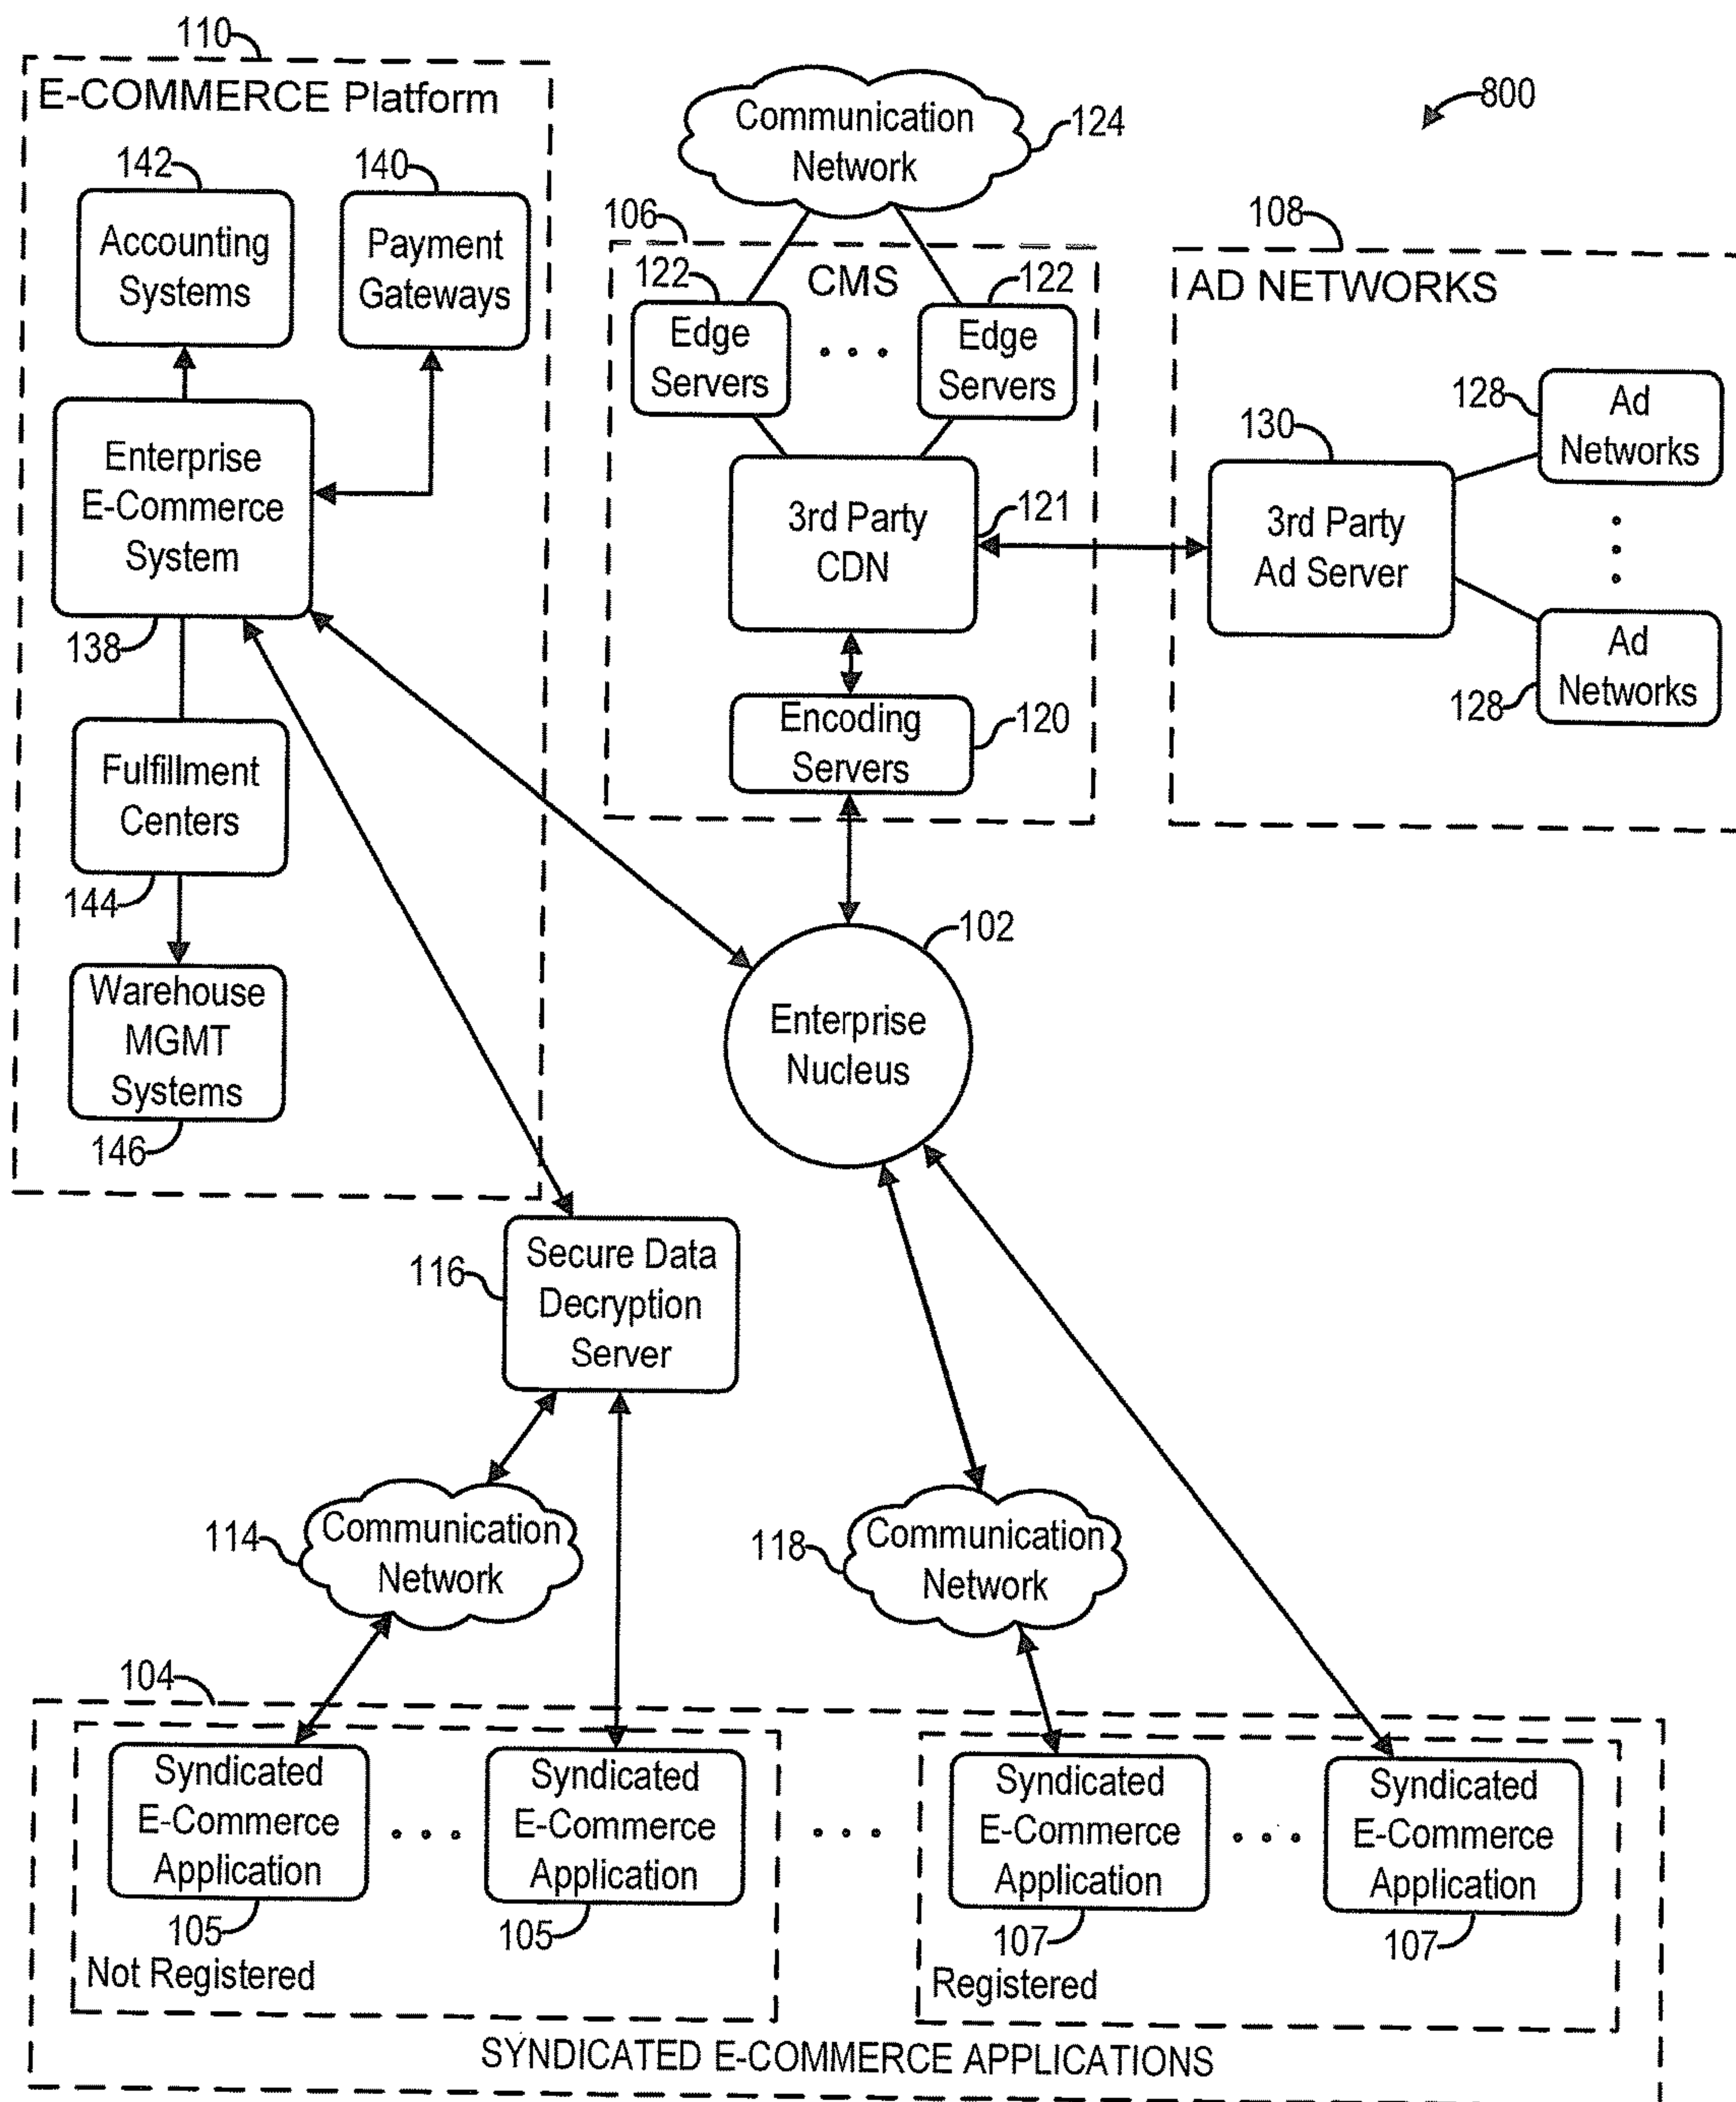 110
E-COMMERCE Platform
142
Accounting
Systems
140
Payment
Gateways
Enterprise
E-Commerce
System
138
Fulfillment
Centers
144
Warehouse
MGMT
Systems
146
Communication
Network
124
800
106
CMS
122
Edge
Servers
• • •
122
Edge
Servers
3rd Party
CDN
121
Encoding
Servers
120
108
AD NETWORKS
130
3rd Party
Ad Server
128
Ad
Networks
128
Ad
Networks
102
Enterprise
Nucleus
116
Secure Data
Decryption
Server
114
Communication
Network
118
Communication
Network
104
Syndicated
E-Commerce
Application
105
• • •
Syndicated
E-Commerce
Application
105
Not Registered
• • •
Syndicated
E-Commerce
Application
107
• • •
Syndicated
E-Commerce
Application
107
Registered
SYNDICATED E-COMMERCE APPLICATIONS